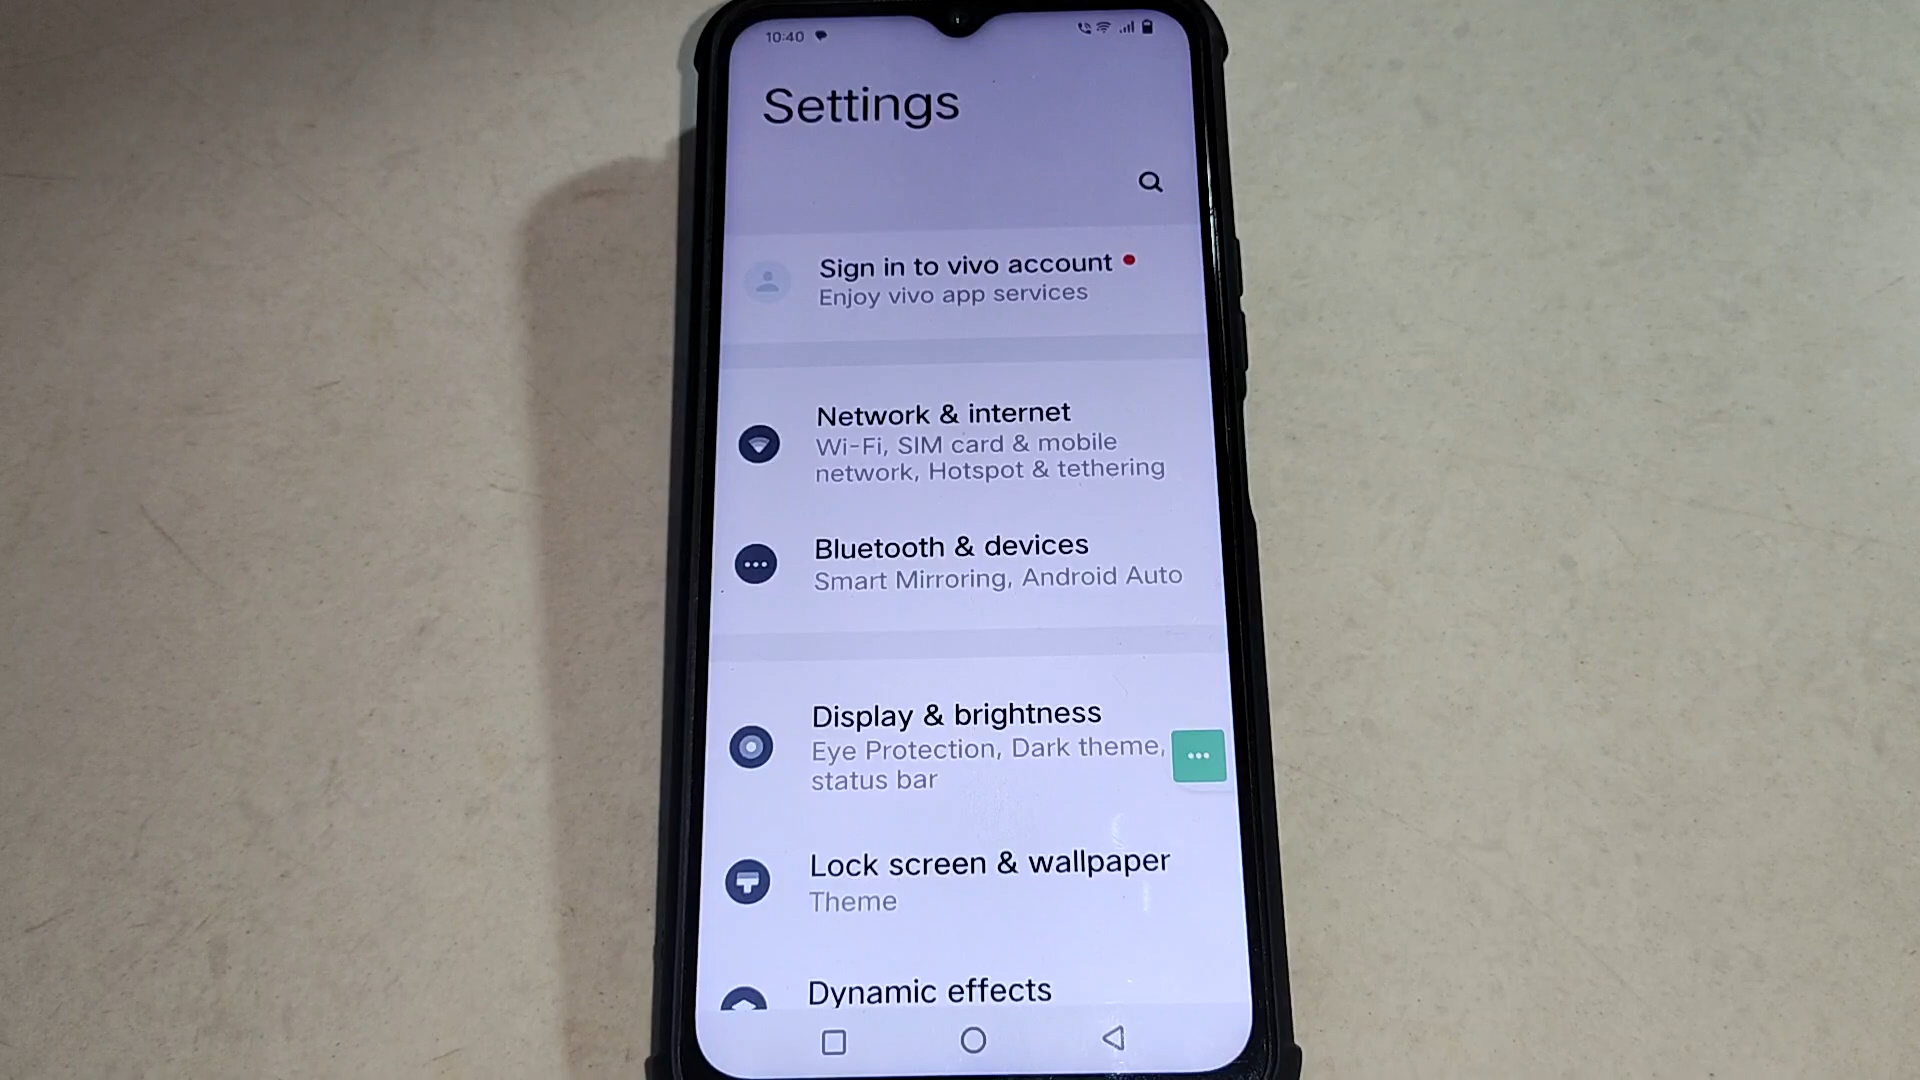 10:40
Settings
Sign in to vivo account
Enjoy vivo app services
Network & internet
Wi-Fi, SIM card & mobile
network, Hotspot & tethering
Bluetooth & devices
Smart Mirroring, Android Auto
Display & brightness
Eye Protection, Dark theme,
status bar
Lock screen & wallpaper
Theme
Dynamic effects